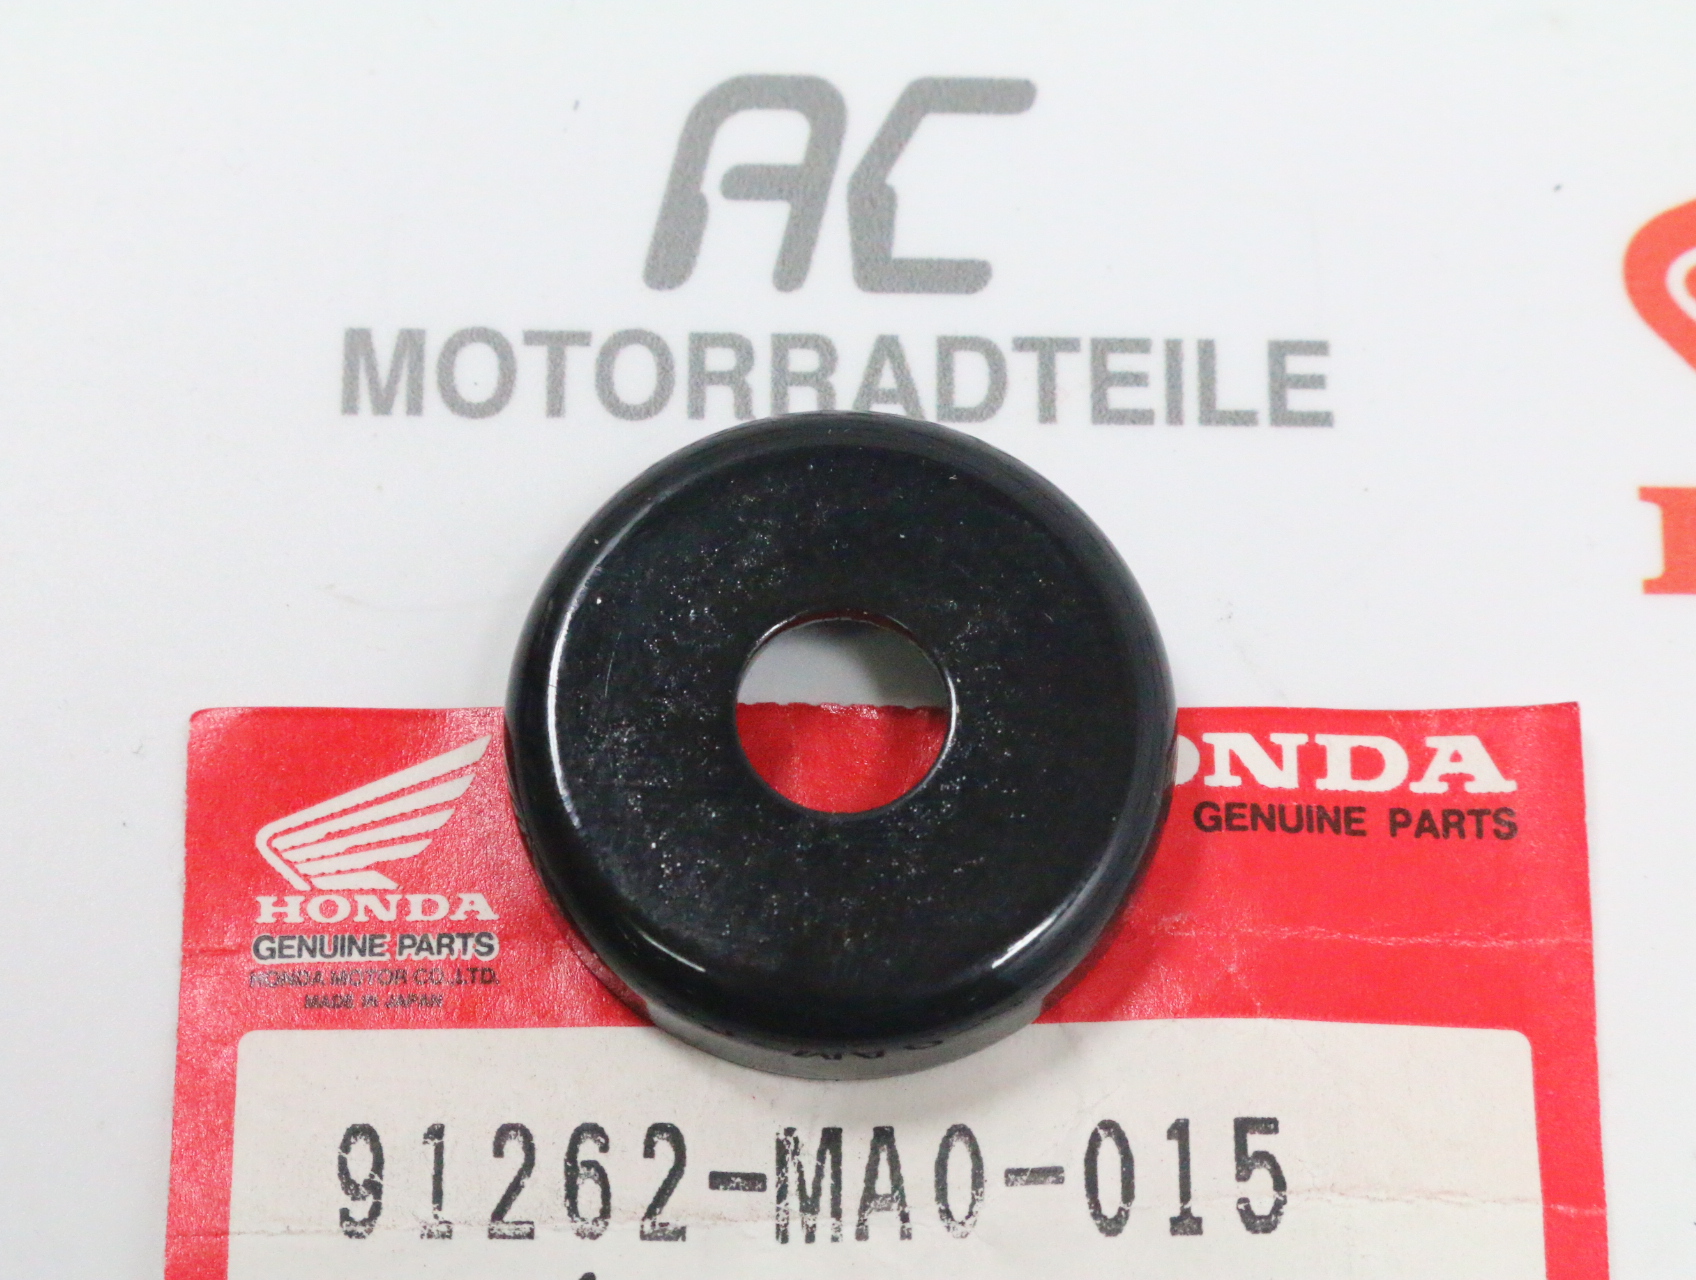 AC
MOTORRADTEILE
HONDA
GENUINE PARTS
HONDA MOTOR CO.,LTD.
MADE IN JAPAN
ONDA
GENUINE PARTS
91262-MA0-015